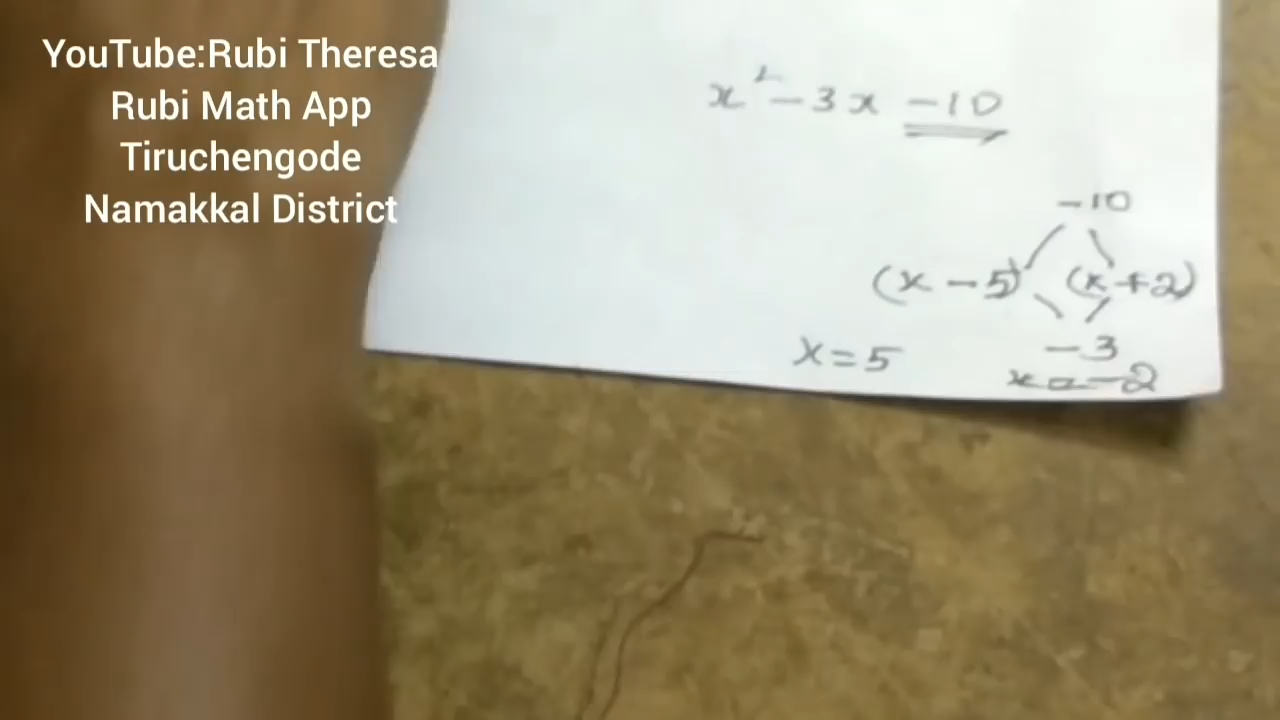 YouTube:Rubi Theresa
Rubi Math App
Tiruchengode
Namakkal District
x² - 3x - 10
-10
(x - 5) (x + 2)
-3
x = 5
x = -2